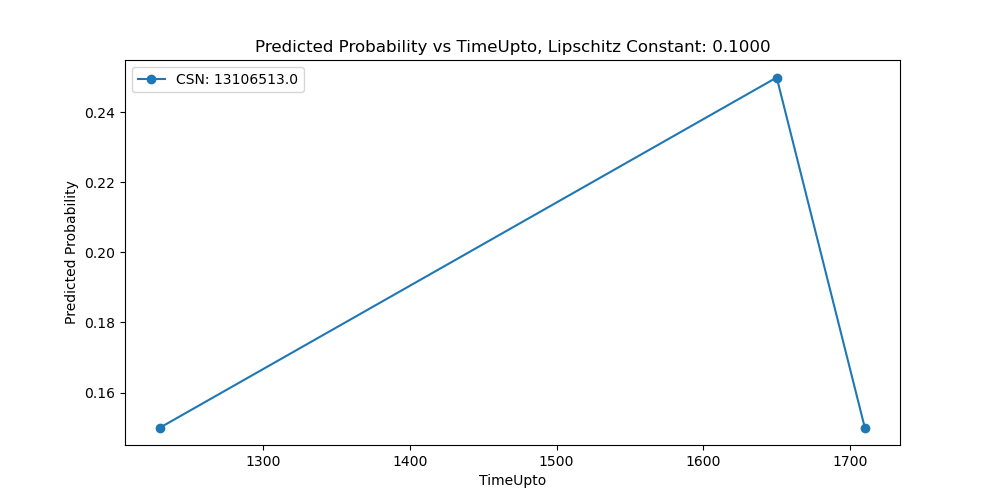 Predicted Probability vs TimeUpto, Lipschitz Constant: 0.1000
CSN: 13106513.0
Predicted Probability
0.24
0.22
0.20
0.18
0.16
1300 1400 1500 1600 1700
TimeUpto